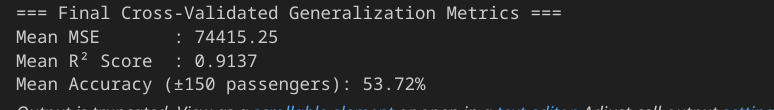 === Final Cross-Validated Generalization Metrics ===
Mean MSE       : 74415.25
Mean R² Score  : 0.9137
Mean Accuracy (±150 passengers): 53.72%